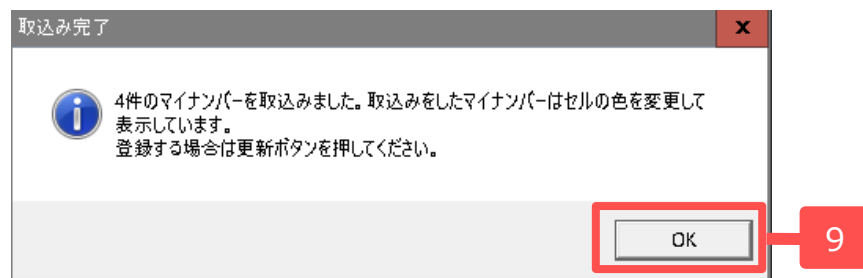 取込み完了
x
4件のマイナンバーを取込みました。取込みをしたマイナンバーはセルの色を変更して
表示しています。
登録する場合は更新ボタンを押してください。
OK
9